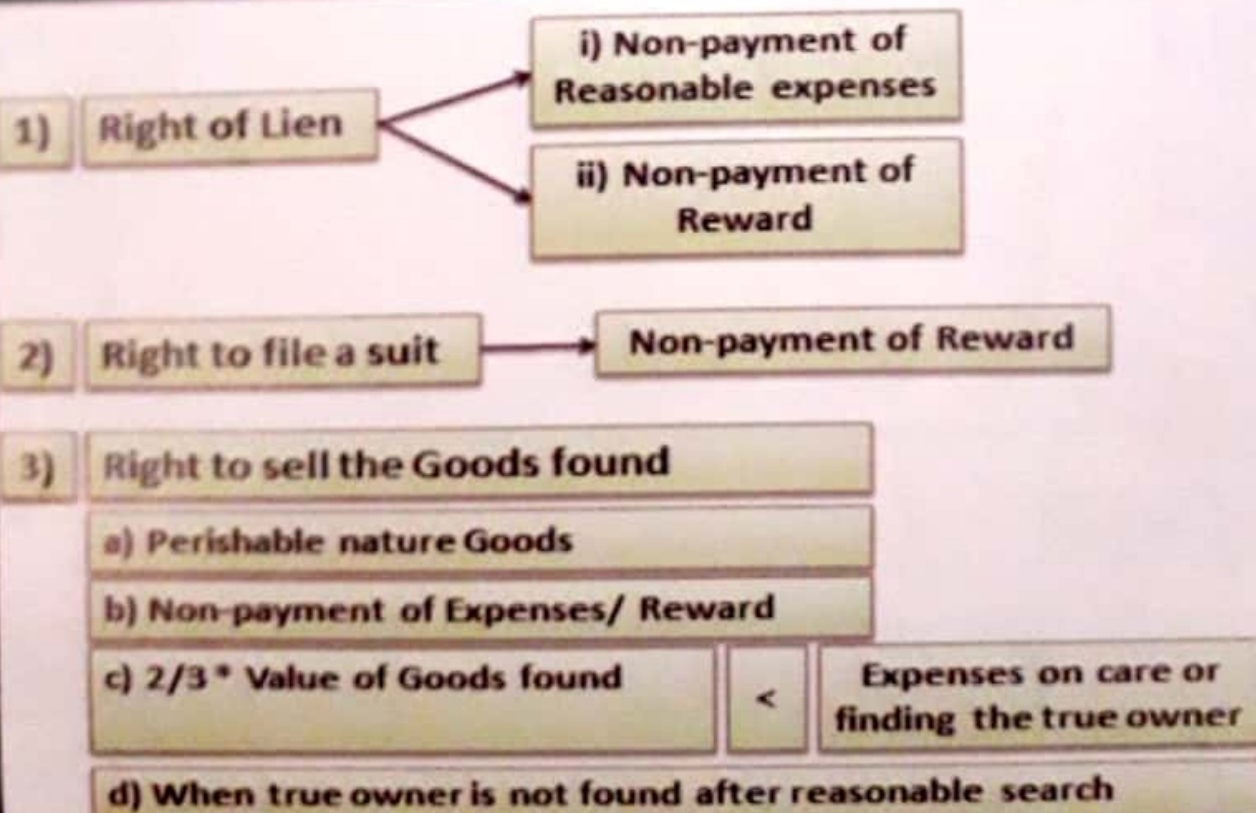 1) Right of Lien
i) Non-payment of
Reasonable expenses
ii) Non-payment of
Reward
2) Right to file a suit
Non-payment of Reward
3) Right to sell the Goods found
a) Perishable nature Goods
b) Non-payment of Expenses/ Reward
c) 2/3* Value of Goods found
<
Expenses on care or
finding the true owner
d) When true owner is not found after reasonable search